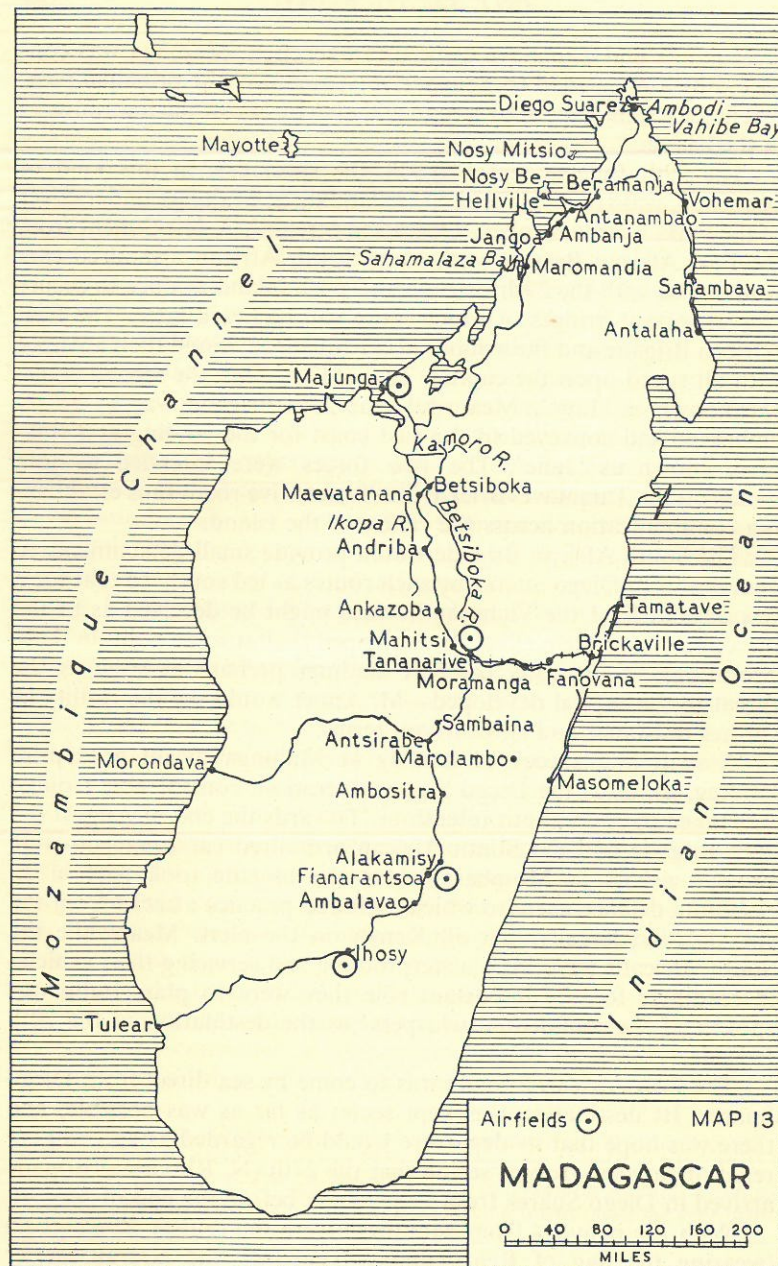 Diego Suarez
Ambodi
Vahibe Bay
Mayotte
Nosy Mitsio
Nosy Be
Beramanja
Hellville
Vohemar
Antanambao
Jangoa
Ambanja
Sahamalaza Bay
Maromandia
Sahambava
Antalaha
Mozambique Channel
Majunga
Kamoro R.
Betsiboka
Maevatanana
Betsiboka R.
Ikopa R.
Andriba
Ankazoba
Tamatave
Mahitsi
Brickaville
Tananarive
Fanovana
Moramanga
Sambaina
Antsirabe
Marolambo
Morondava
Masomeloka
Ambositra
Indian Ocean
Alakamisy
Fianarantsoa
Ambalavao
Ihosy
Tulear
Airfields MAP 13
MADAGASCAR
0 40 80 120 160 200
MILES